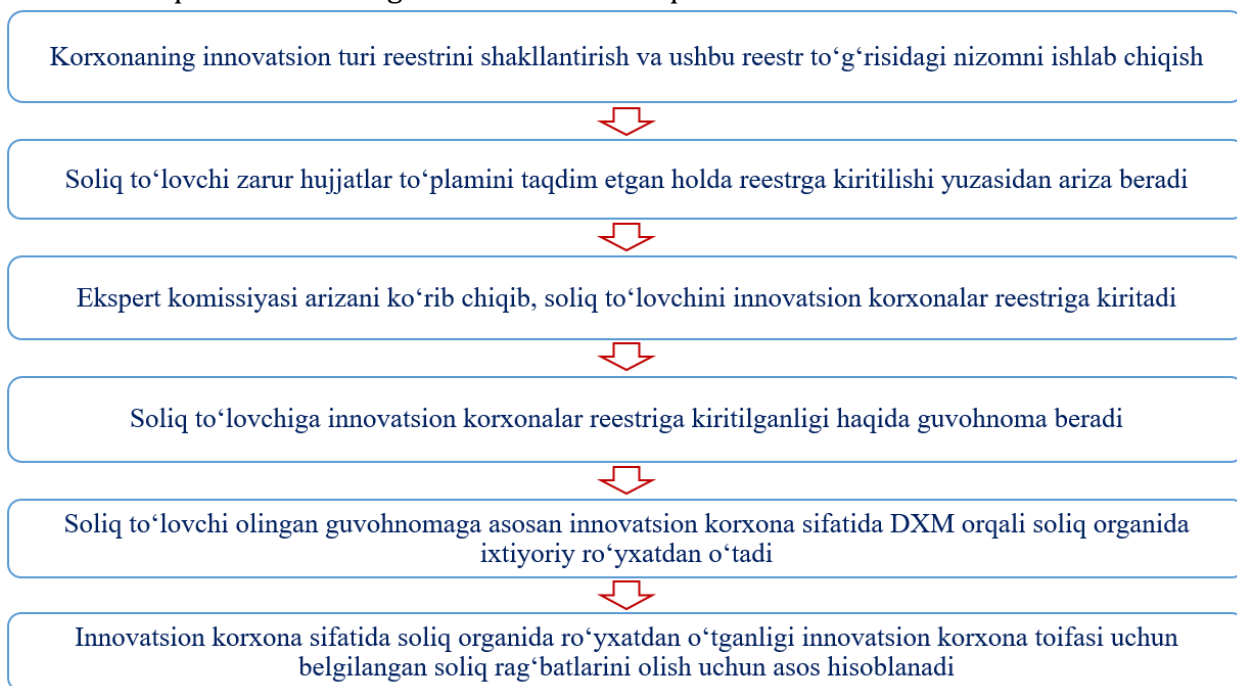 Korxonaning innovatsion turi reestrini shakllantirish va ushbu reestr to‘g‘risidagi nizomni ishlab chiqish
Soliq to‘lovchi zarur hujjatlar to‘plamini taqdim etgan holda reestrga kiritilishi yuzasidan ariza beradi
Ekspert komissiyasi arizani ko‘rib chiqib, soliq to‘lovchini innovatsion korxonalar reestriga kiritadi
Soliq to‘lovchiga innovatsion korxonalar reestriga kiritilganligi haqida guvohnoma beradi
Soliq to‘lovchi olingan guvohnomaga asosan innovatsion korxona sifatida DXM orqali soliq organida
ixtiyoriy ro‘yxatdan o‘tadi
Innovatsion korxona sifatida soliq organida ro‘yxatdan o‘tganligi innovatsion korxona toifasi uchun
belgilangan soliq rag‘batlarini olish uchun asos hisoblanadi